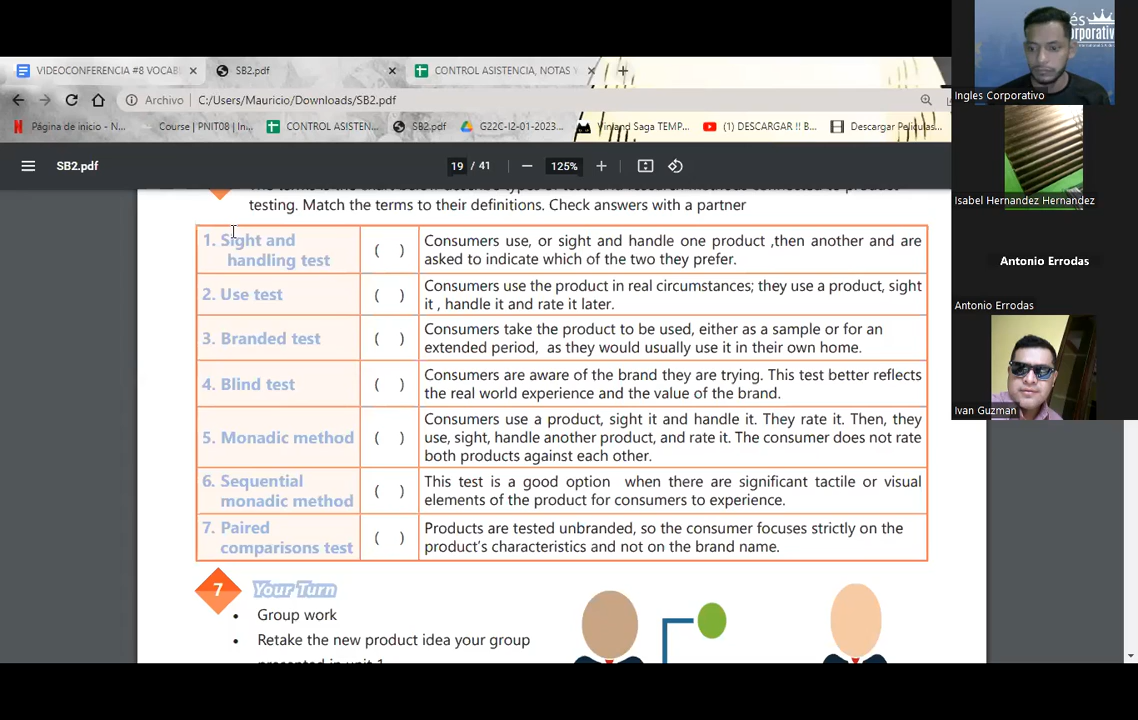 VIDEOCONFERENCIA #8 VOCAB
SB2.pdf
CONTROL ASISTENCIA, NOTAS Y
Archivo
C:/Users/Mauricio/Downloads/SB2.pdf
Página de inicio - N...
Course | PNIT08 | In...
CONTROL ASISTEN...
SB2.pdf
G22C-I2-01-2023...
Vinland Saga TEMP...
(1) DESCARGAR !! B...
Descargar Peliculas...
SB2.pdf
19 / 41
125%
testing. Match the terms to their definitions. Check answers with a partner
1. Sight and
handling test
( )
Consumers use, or sight and handle one product ,then another and are
asked to indicate which of the two they prefer.
2. Use test
( )
Consumers use the product in real circumstances; they use a product, sight
it , handle it and rate it later.
3. Branded test
( )
Consumers take the product to be used, either as a sample or for an
extended period, as they would usually use it in their own home.
4. Blind test
( )
Consumers are aware of the brand they are trying. This test better reflects
the real world experience and the value of the brand.
5. Monadic method
( )
Consumers use a product, sight it and handle it. They rate it. Then, they
use, sight, handle another product, and rate it. The consumer does not rate
both products against each other.
6. Sequential
monadic method
( )
This test is a good option when there are significant tactile or visual
elements of the product for consumers to experience.
7. Paired
comparisons test
( )
Products are tested unbranded, so the consumer focuses strictly on the
product's characteristics and not on the brand name.
7
Your Turn
• Group work
• Retake the new product idea your group
presented in unit 1
Ingles Corporativo
Isabel Hernandez Hernandez
Antonio Errodas
Antonio Errodas
Ivan Guzman